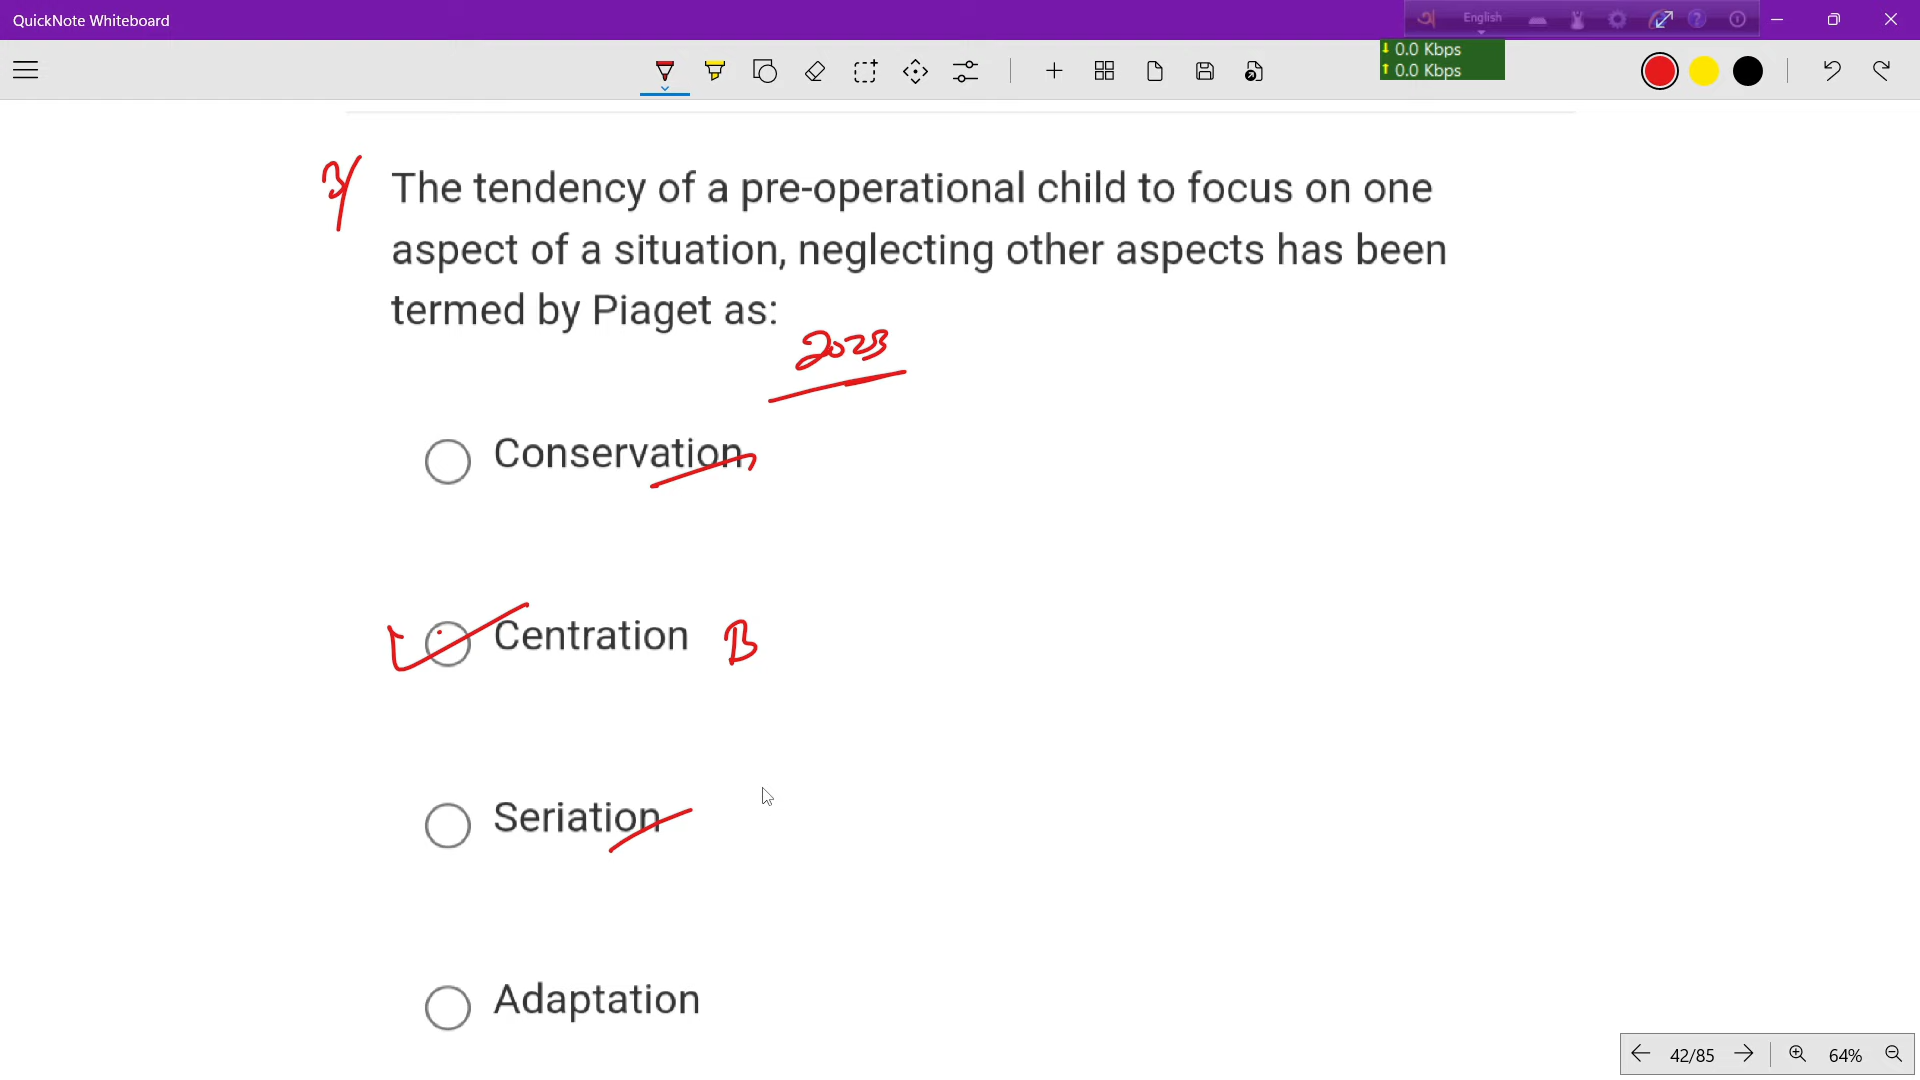 QuickNote Whiteboard
English
0.0 Kbps
0.0 Kbps
3/ The tendency of a pre-operational child to focus on one
aspect of a situation, neglecting other aspects has been
termed by Piaget as:
2023
Conservation
Centration B
Seriation
Adaptation
42/85
64%